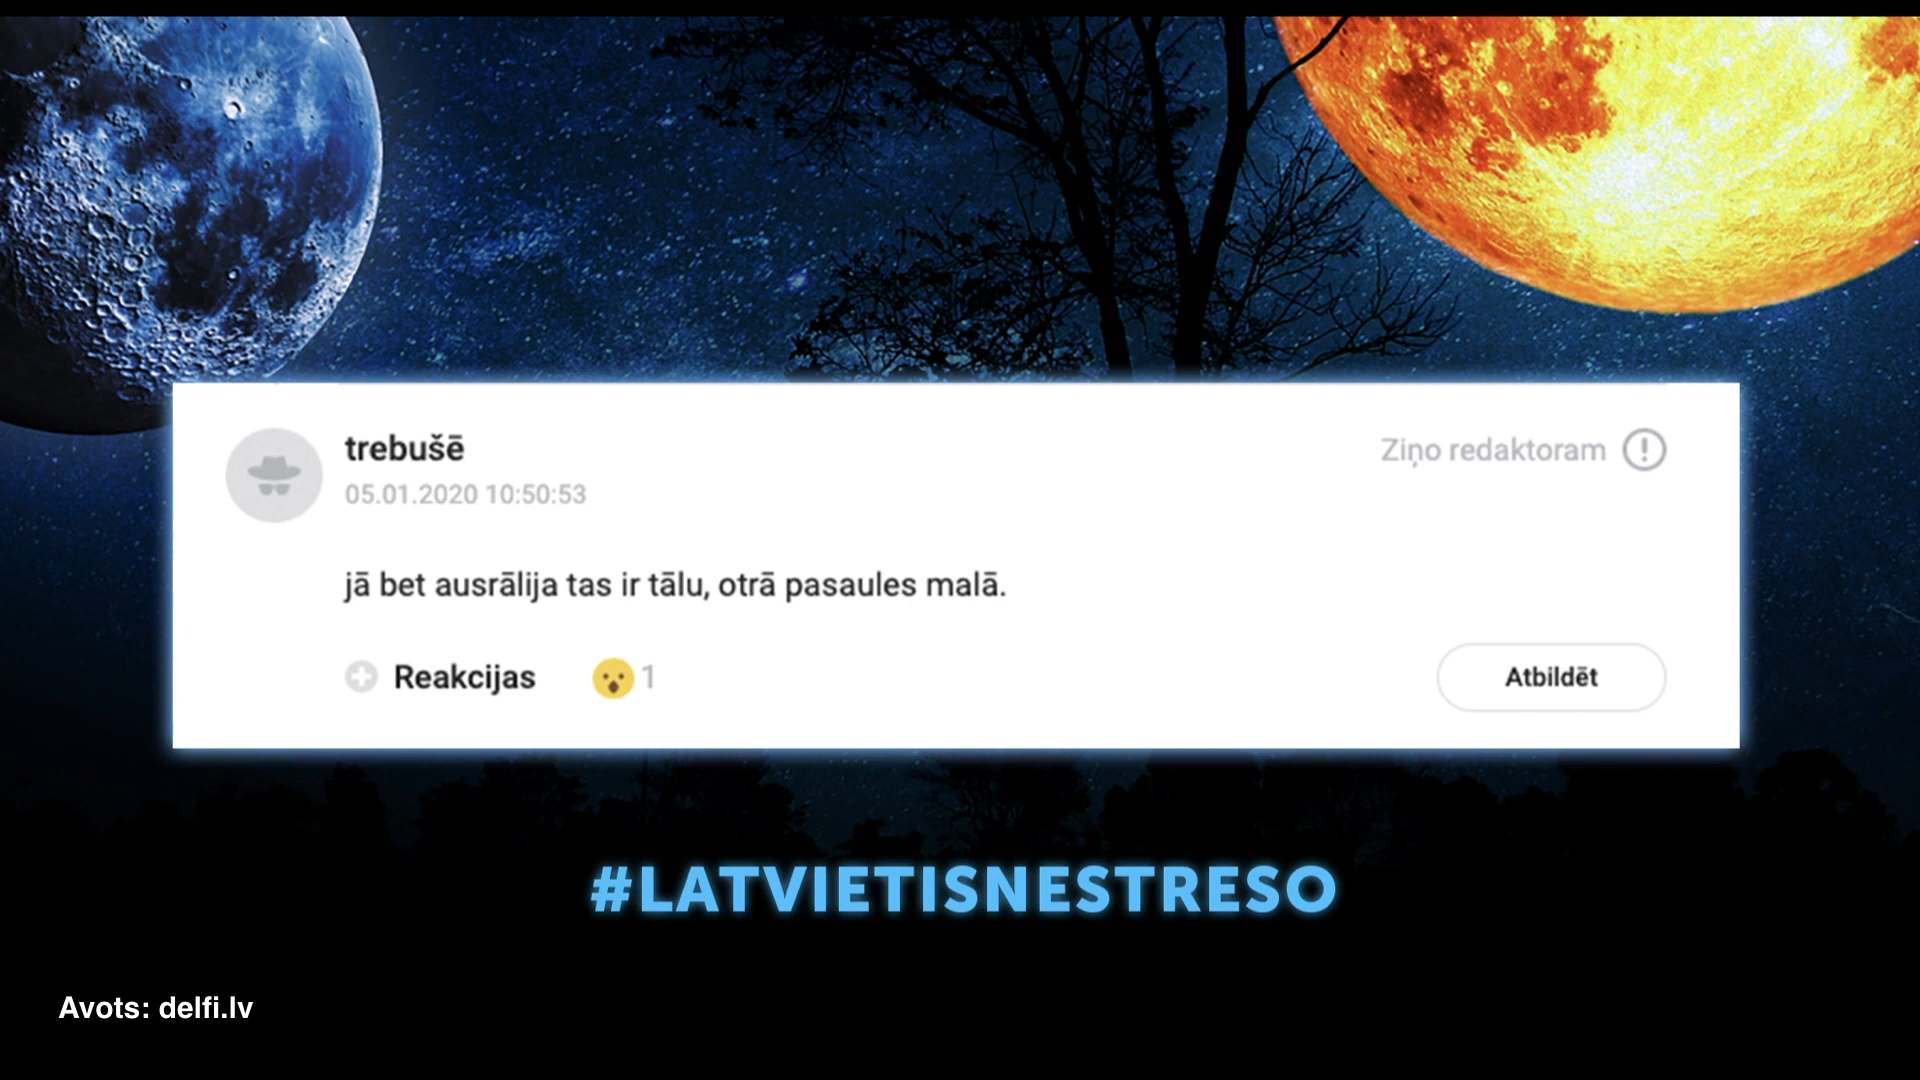 trebušē
Ziņo redaktoram
05.01.2020 10:50:53
jā bet ausrālija tas ir tālu, otrā pasaules malā.
Reakcijas 1
Atbildēt
#LATVIETISNESTRESO
Avots: delfi.lv